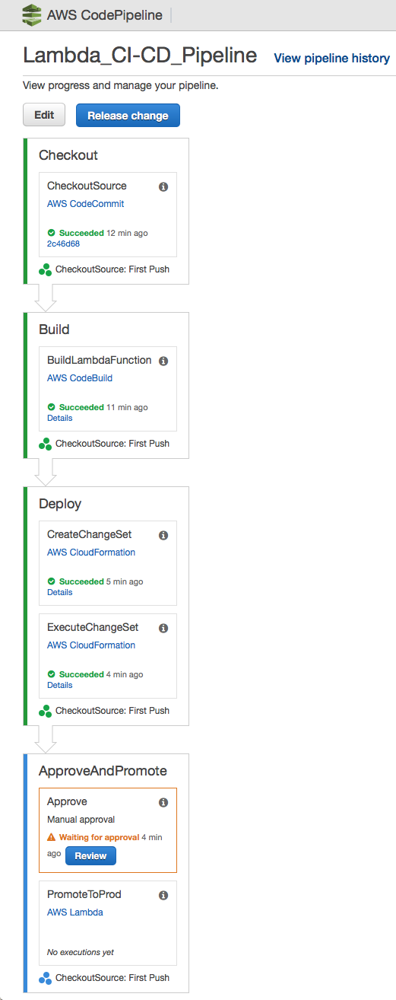 AWS CodePipeline
Lambda_CI-CD_Pipeline View pipeline history
View progress and manage your pipeline.
Edit Release change
Checkout
CheckoutSource
AWS CodeCommit
Succeeded 12 min ago
2c46d68
CheckoutSource: First Push
Build
BuildLambdaFunction
AWS CodeBuild
Succeeded 11 min ago
Details
CheckoutSource: First Push
Deploy
CreateChangeSet
AWS CloudFormation
Succeeded 5 min ago
Details
ExecuteChangeSet
AWS CloudFormation
Succeeded 4 min ago
Details
CheckoutSource: First Push
ApproveAndPromote
Approve
Manual approval
Waiting for approval 4 min
ago Review
PromoteToProd
AWS Lambda
No executions yet
CheckoutSource: First Push